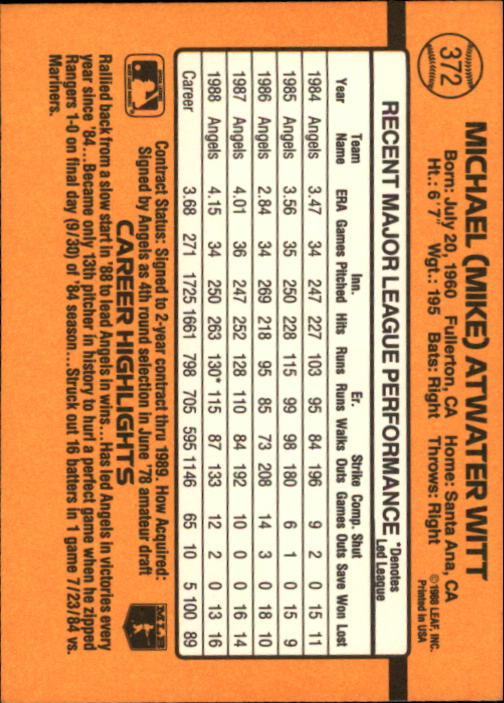 372
MICHAEL (MIKE) ATWATER WITT
Born: July 20, 1960 Fullerton, CA Home: Santa Ana, CA
Ht.: 6' 7" Wgt.: 195 Bats: Right Throws: Right
©1988 LEAF, INC.
Printed in USA
RECENT MAJOR LEAGUE PERFORMANCE *Denotes Led League
Year Team Name ERA Games Inn. Pitched Hits Runs Er. Runs Walks Strike Outs Comp. Games Shut Outs Save Won Lost
1984 Angels 3.47 34 247 227 103 95 84 196 9 2 0 15 11
1985 Angels 3.56 35 250 228 115 99 98 180 6 1 0 15 9
1986 Angels 2.84 34 269 218 95 85 73 208 14 3 0 18 10
1987 Angels 4.01 36 247 252 128 110 84 192 10 0 0 16 14
1988 Angels 4.15 34 250 263 130* 115 87 133 12 2 0 13 16
Career 3.68 271 1725 1661 798 705 595 1146 65 10 5 100 89
Contract Status: Signed to 2-year contract thru 1989. How Acquired:
Signed by Angels as 4th round selection in June '78 amateur draft
CAREER HIGHLIGHTS
MLB
Rallied back from a slow start in '88 to lead Angels in wins...Has led Angels in victories every
year since '84...Became only 13th pitcher in history to hurl a perfect game when he zipped
Rangers 1-0 on final day (9/30) of '84 season...Struck out 16 batters in 1 game 7/23/84 vs.
Mariners.